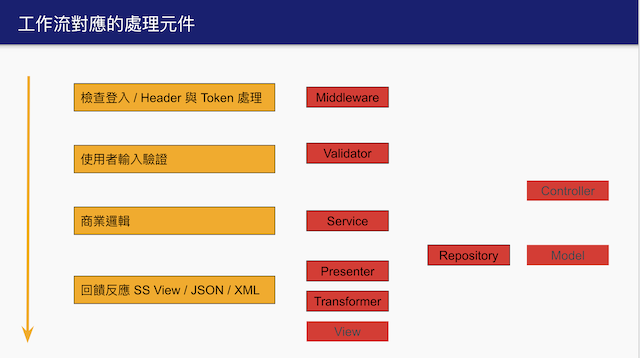 工作流對應的處理元件
檢查登入 / Header 與 Token 處理
Middleware
使用者輸入驗證
Validator
Controller
商業邏輯
Service
Repository
Model
回饋反應 SS View / JSON / XML
Presenter
Transformer
View